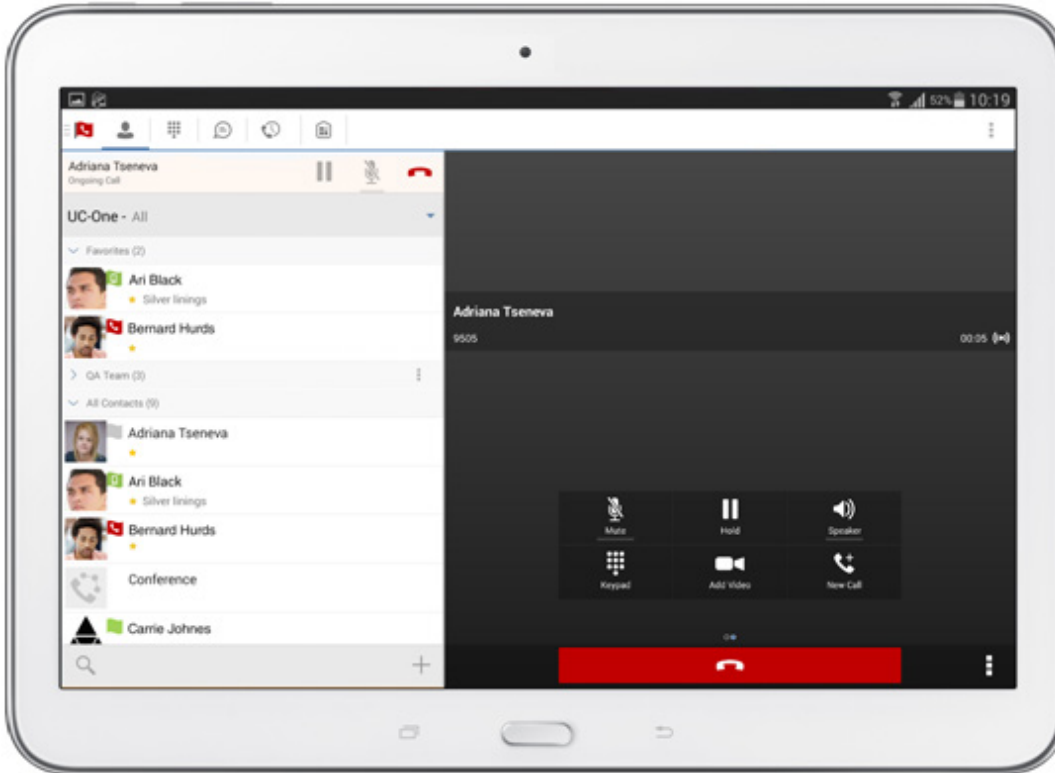 52% 10:19
Adriana Tseneva
Ongoing Call
UC-One - All
Favorites (2)
Ari Black
Silver linings
Bernard Hurds
QA Team (3)
All Contacts (9)
Adriana Tseneva
Ari Black
Silver linings
Bernard Hurds
Conference
Carrie Johnes
Adriana Tseneva
9505 00:05
Mute Hold Speaker
Keypad Add Video New Call